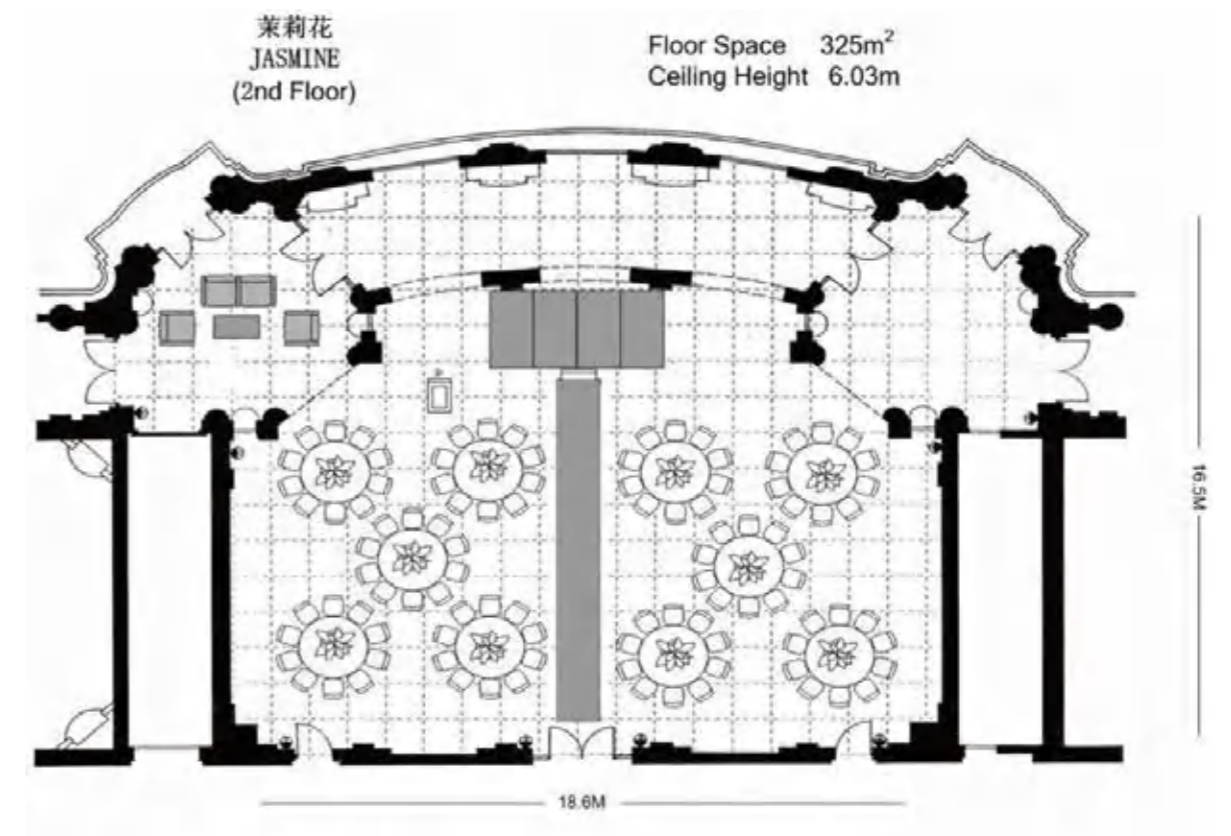 茉莉花
JASMINE
(2nd Floor)
Floor Space 325m²
Ceiling Height 6.03m
16.5M
18.6M